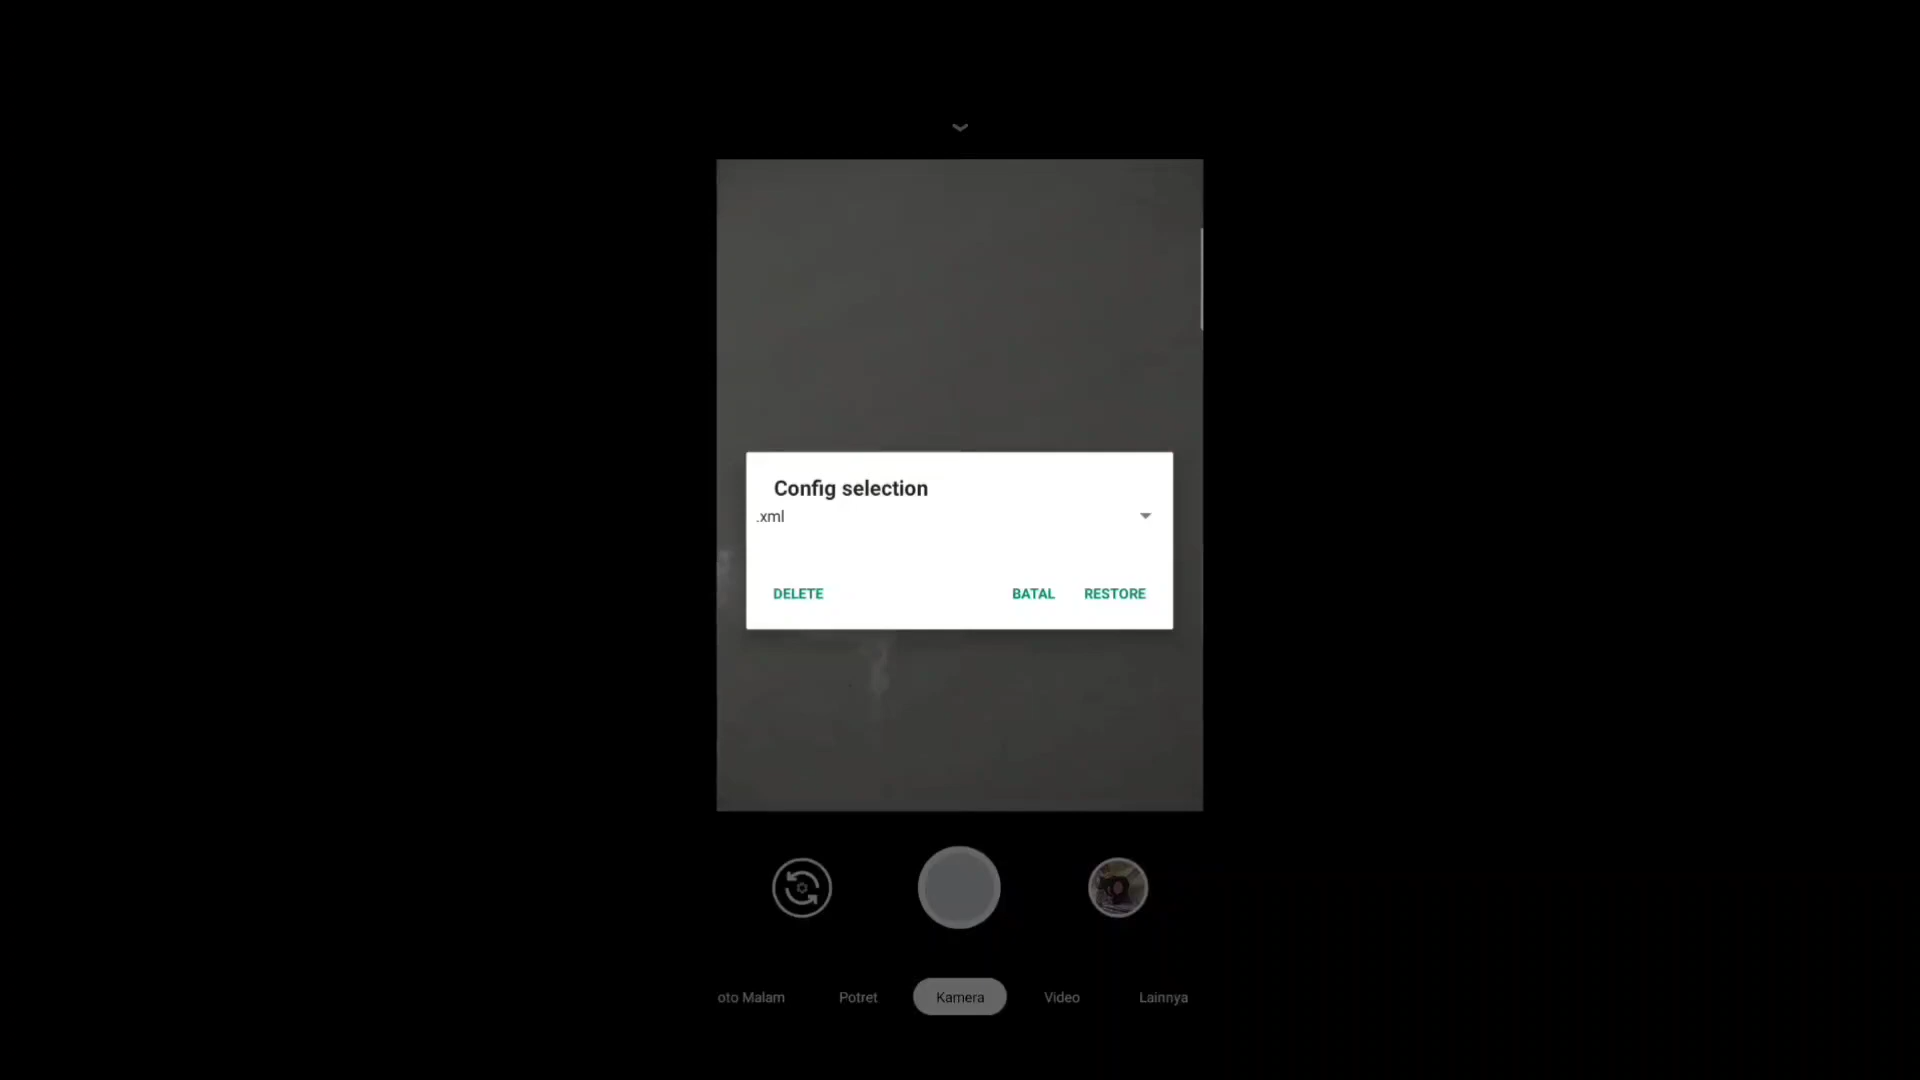 Config selection
.xml
DELETE BATAL RESTORE
oto Malam Potret Kamera Video Lainnya